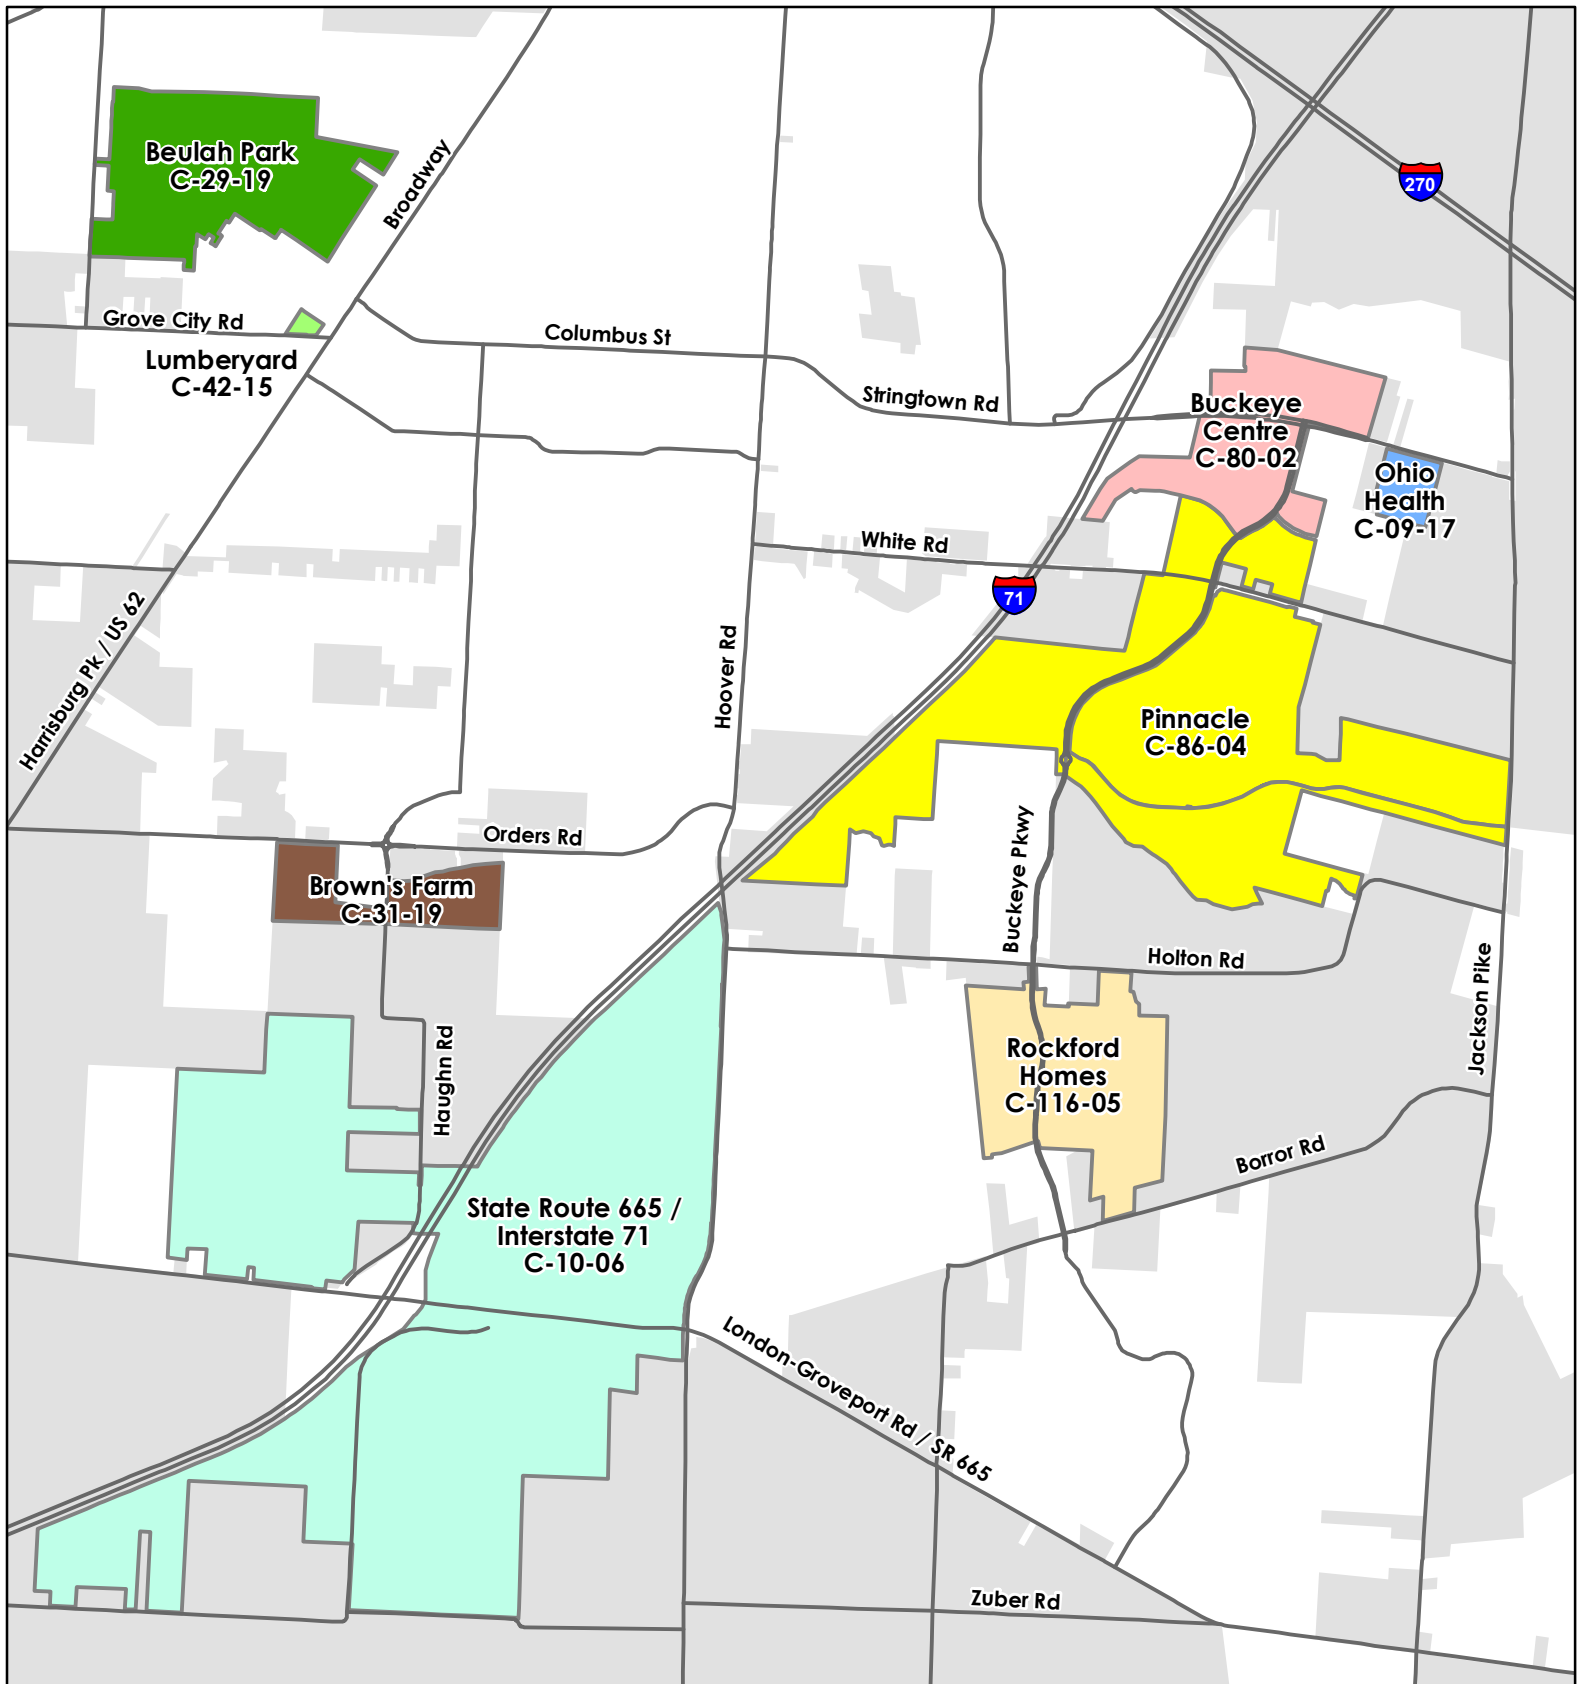 Beulah Park
C-29-19
Broadway
270
Grove City Rd
Columbus St
Lumberyard
C-42-15
Stringtown Rd
Buckeye
Centre
C-80-02
Ohio
Health
C-09-17
White Rd
71
Harrisburg Pk / US 62
Hoover Rd
Pinnacle
C-86-04
Orders Rd
Buckeye Pkwy
Brown's Farm
C-31-19
Holton Rd
Jackson Pike
Haughn Rd
Rockford
Homes
C-116-05
Borror Rd
State Route 665 /
Interstate 71
C-10-06
London-Groveport Rd / SR 665
Zuber Rd